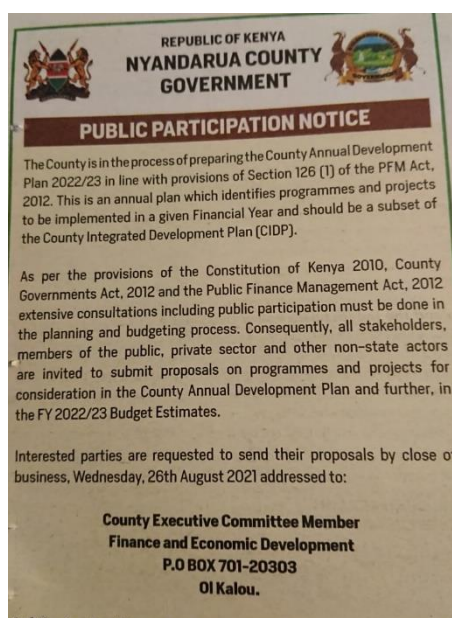 REPUBLIC OF KENYA
NYANDARUA COUNTY
GOVERNMENT
PUBLIC PARTICIPATION NOTICE
The County is in the process of preparing the County Annual Development
Plan 2022/23 in line with provisions of Section 126 (1) of the PFM Act,
2012. This is an annual plan which identifies programmes and projects
to be implemented in a given Financial Year and should be a subset of
the County Integrated Development Plan (CIDP).
As per the provisions of the Constitution of Kenya 2010, County
Governments Act, 2012 and the Public Finance Management Act, 2012
extensive consultations including public participation must be done in
the planning and budgeting process. Consequently, all stakeholders,
members of the public, private sector and other non-state actors
are invited to submit proposals on programmes and projects for
consideration in the County Annual Development Plan and further, in
the FY 2022/23 Budget Estimates.
Interested parties are requested to send their proposals by close o
business, Wednesday, 26th August 2021 addressed to:
County Executive Committee Member
Finance and Economic Development
P.O BOX 701-20303
Ol Kalou.